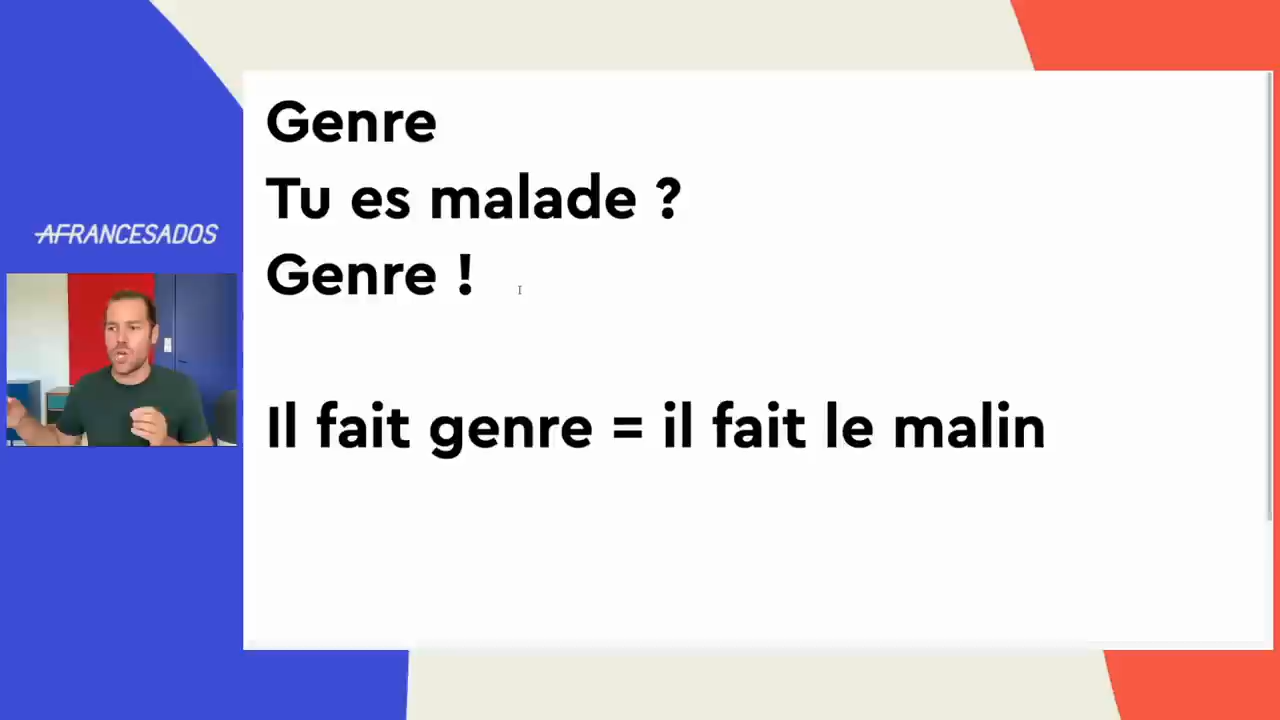 AFRANCESADOS
Genre
Tu es malade ?
Genre !
Il fait genre = il fait le malin